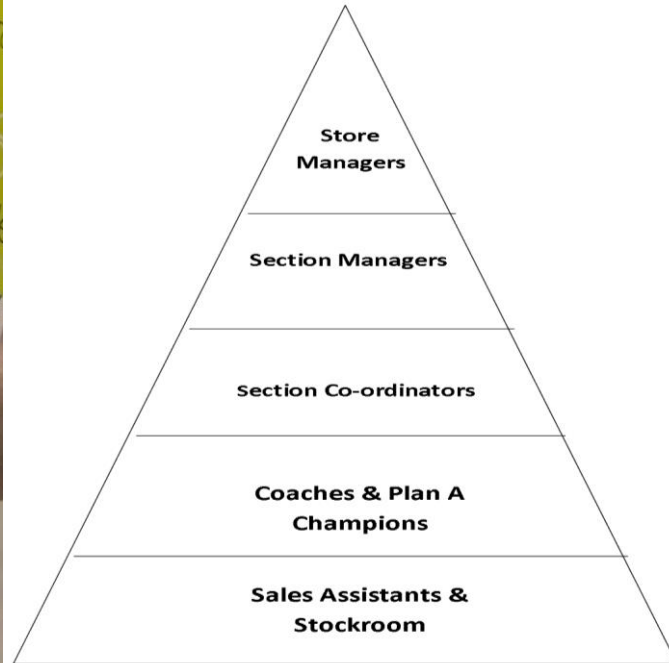 Store
Managers
Section Managers
Section Co-ordinators
Coaches & Plan A
Champions
Sales Assistants &
Stockroom